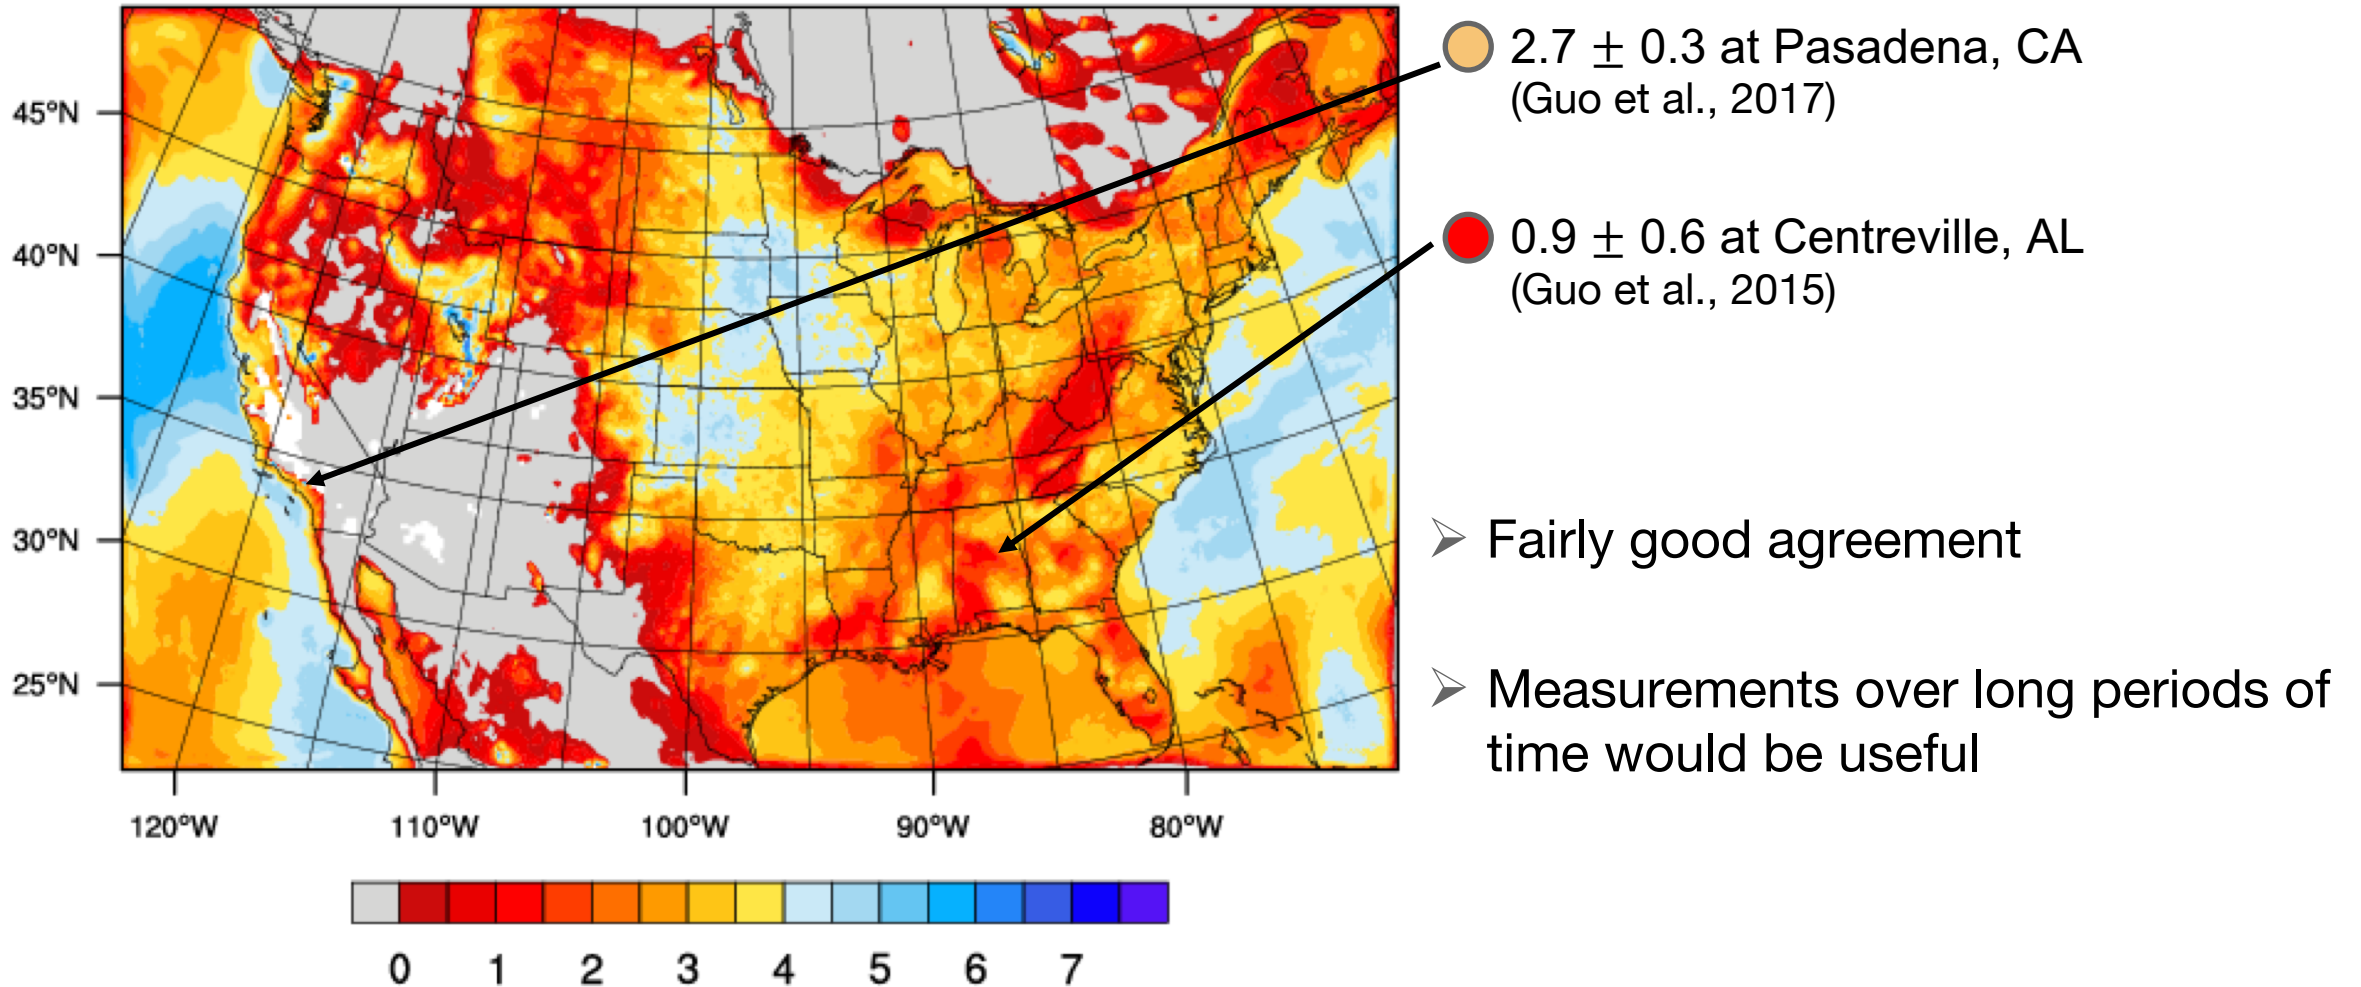 2.7 ± 0.3 at Pasadena, CA
(Guo et al., 2017)
0.9 ± 0.6 at Centreville, AL
(Guo et al., 2015)
➢ Fairly good agreement
➢ Measurements over long periods of
time would be useful
45°N
40°N
35°N
30°N
25°N
120°W 110°W 100°W 90°W 80°W
0 1 2 3 4 5 6 7